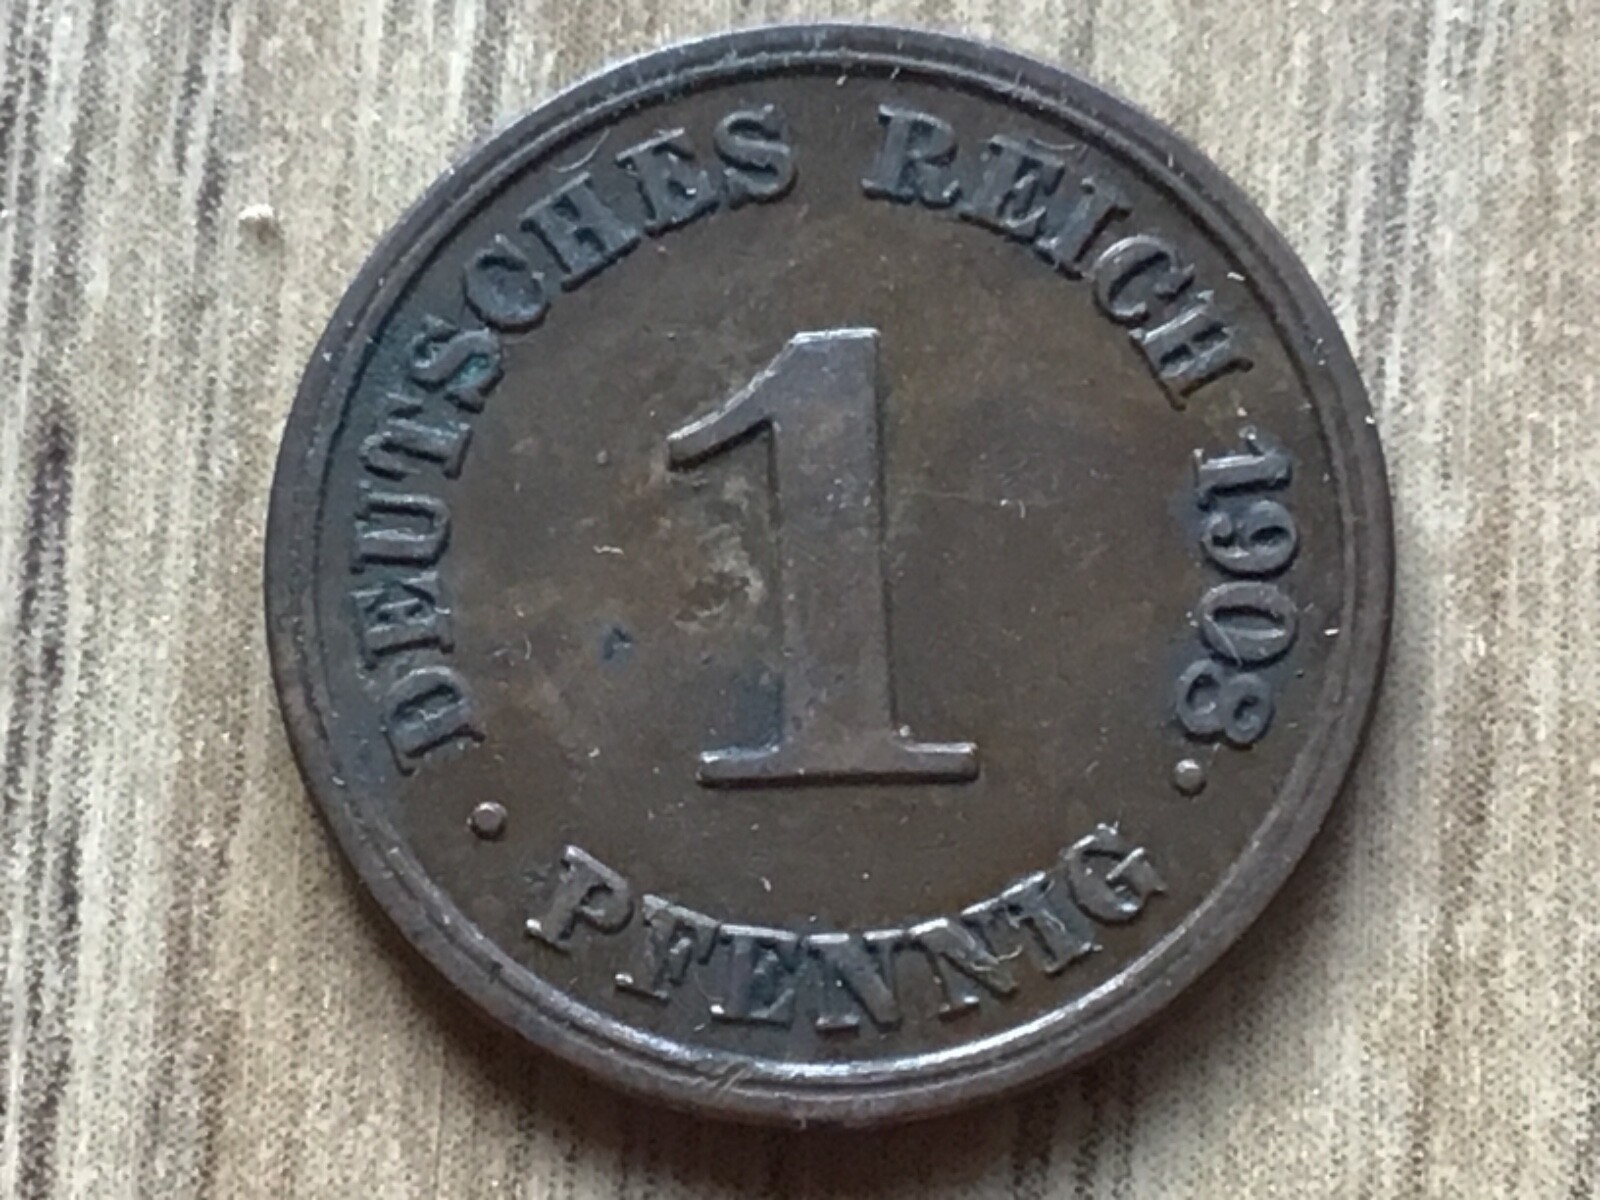 DEUTSCHES REICH 1908
1
· PFENNIG ·